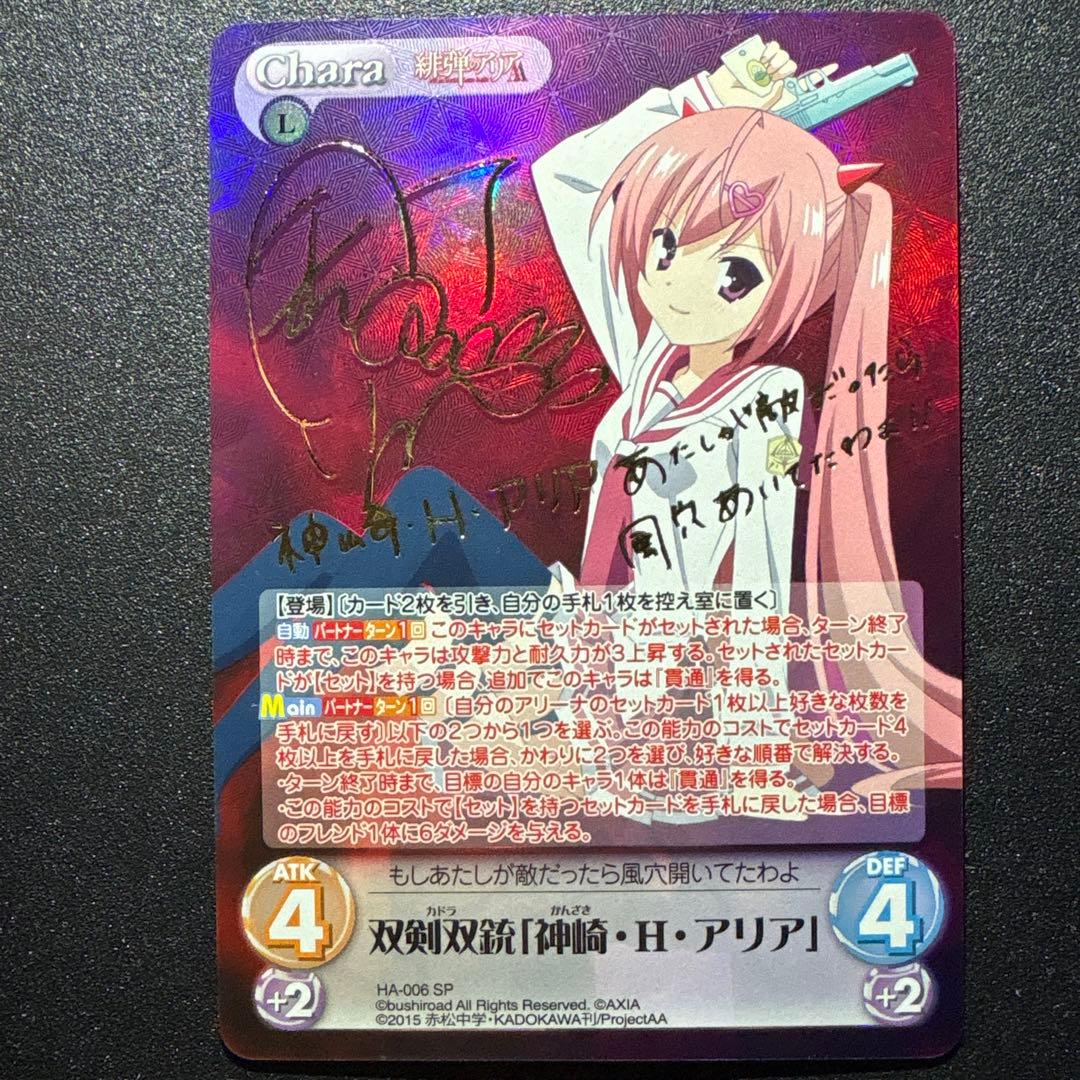 Chara 緋弾のアリア
L
神崎・H・アリア
あたしが敵だったら
風穴あいてたわよ!!
【登場】〔カード2枚を引き、自分の手札1枚を控え室に置く〕
自動 パートナー ターン1回 このキャラにセットカードがセットされた場合、ターン終了
時まで、このキャラは攻撃力と耐久力が3上昇する。セットされたセットカー
ドが【セット】を持つ場合、追加でこのキャラは『貫通』を得る。
Main パートナー ターン1回 〔自分のアリーナのセットカード1枚以上好きな枚数を
手札に戻す〕以下の2つから1つを選ぶ。この能力のコストでセットカード4
枚以上を手札に戻した場合、かわりに2つを選び、好きな順番で解決する。
・ターン終了時まで、目標の自分のキャラ1体は『貫通』を得る。
・この能力のコストで【セット】を持つセットカードを手札に戻した場合、目標
のフレンド1体に6ダメージを与える。
ATK
4
+2
もしあたしが敵だったら風穴開いてたわよ
カドラ かんざき
双剣双銃「神崎・H・アリア」
DEF
4
+2
HA-006 SP
©bushiroad All Rights Reserved. ©AXIA
©2015 赤松中学・KADOKAWA刊/ProjectAA